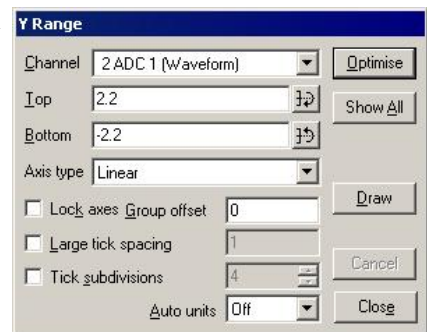 Y Range
Channel 2 ADC 1 (Waveform) Optimise
Top 2.2 Show All
Bottom -2.2
Axis type Linear
Lock axes Group offset 0 Draw
Large tick spacing 1
Tick subdivisions 4 Cancel
Auto units Off Close